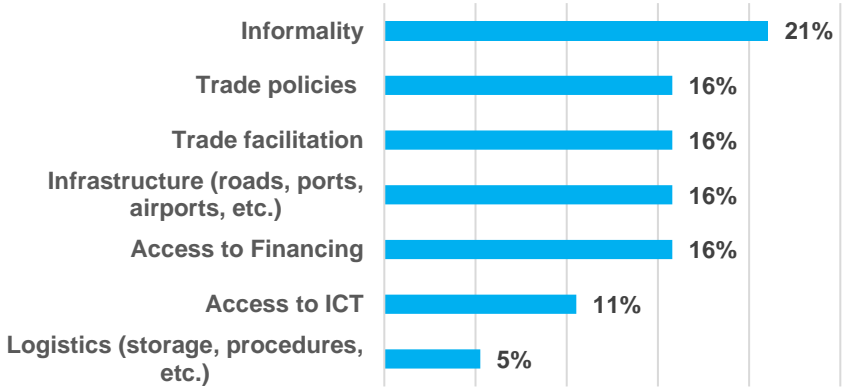 Informality 21%
Trade policies 16%
Trade facilitation 16%
Infrastructure (roads, ports,
airports, etc.) 16%
Access to Financing 16%
Access to ICT 11%
Logistics (storage, procedures,
etc.) 5%